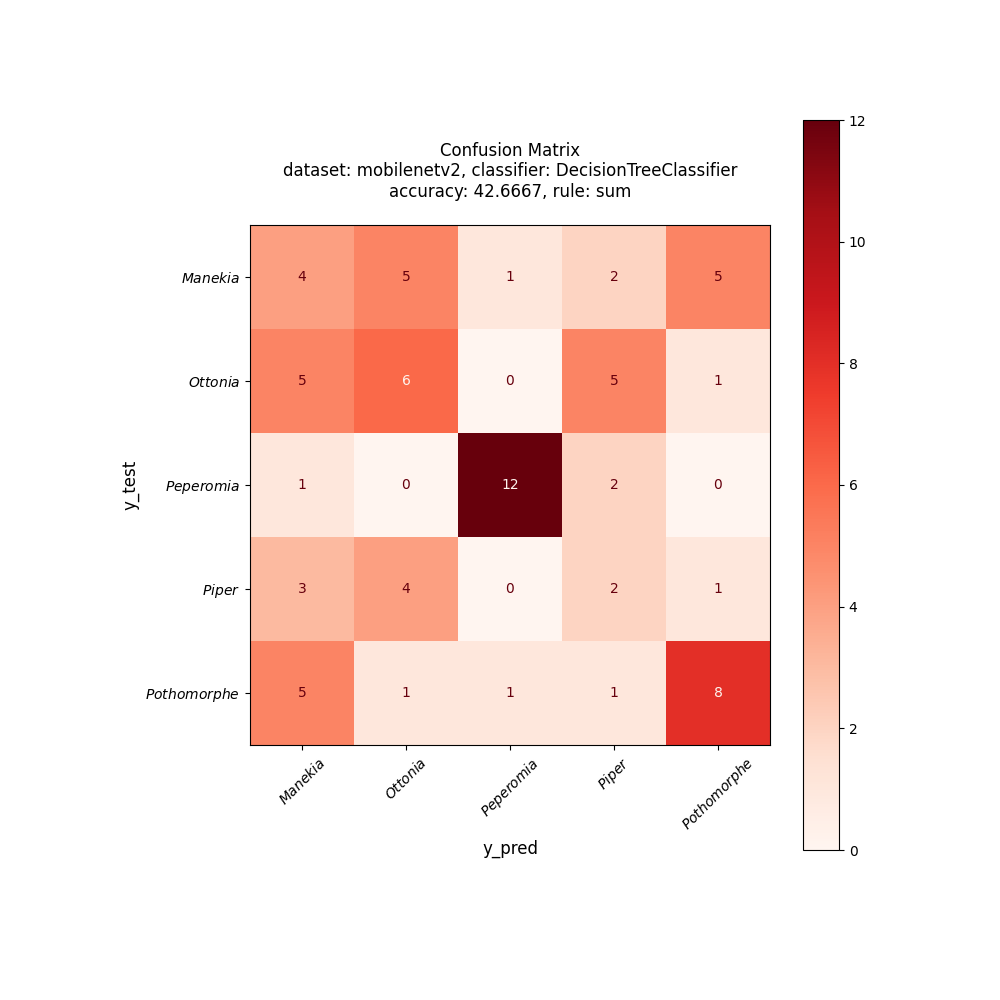 Confusion Matrix
dataset: mobilenetv2, classifier: DecisionTreeClassifier
accuracy: 42.6667, rule: sum
Manekia 4 5 1 2 5
Ottonia 5 6 0 5 1
Peperomia 1 0 12 2 0
Piper 3 4 0 2 1
Pothomorphe 5 1 1 1 8
y_test
Manekia Ottonia Peperomia Piper Pothomorphe
y_pred
12
10
8
6
4
2
0